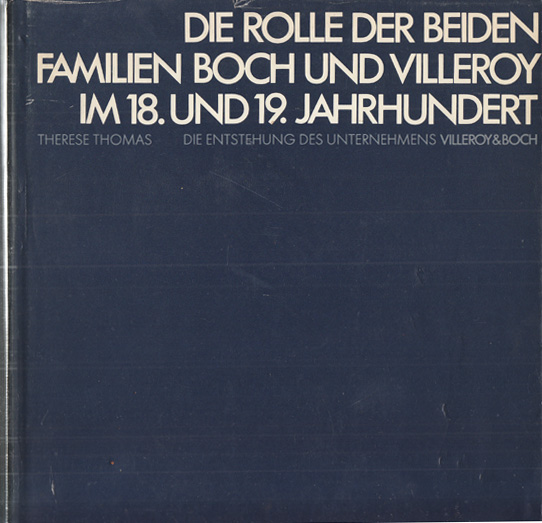 DIE ROLLE DER BEIDEN
FAMILIEN BOCH UND VILLEROY
IM 18. UND 19. JAHRHUNDERT
THERESE THOMAS DIE ENTSTEHUNG DES UNTERNEHMENS VILLEROY&BOCH